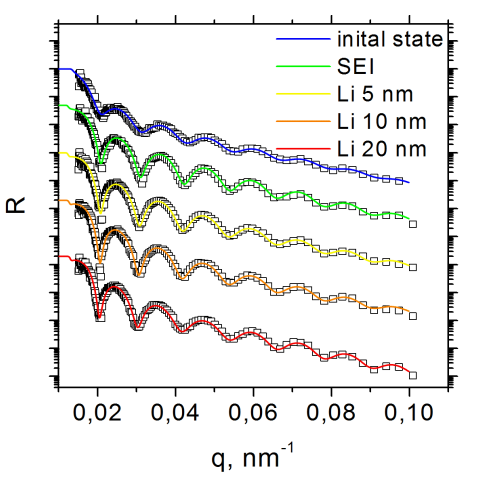 R
inital state
SEI
Li 5 nm
Li 10 nm
Li 20 nm
0,02 0,04 0,06 0,08 0,10
q, nm⁻¹